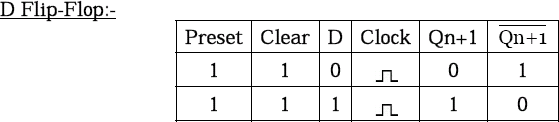 D Flip-Flop:-
Preset Clear D Clock Qn+1 Qn+1
1 1 0 0 1
1 1 1 1 0